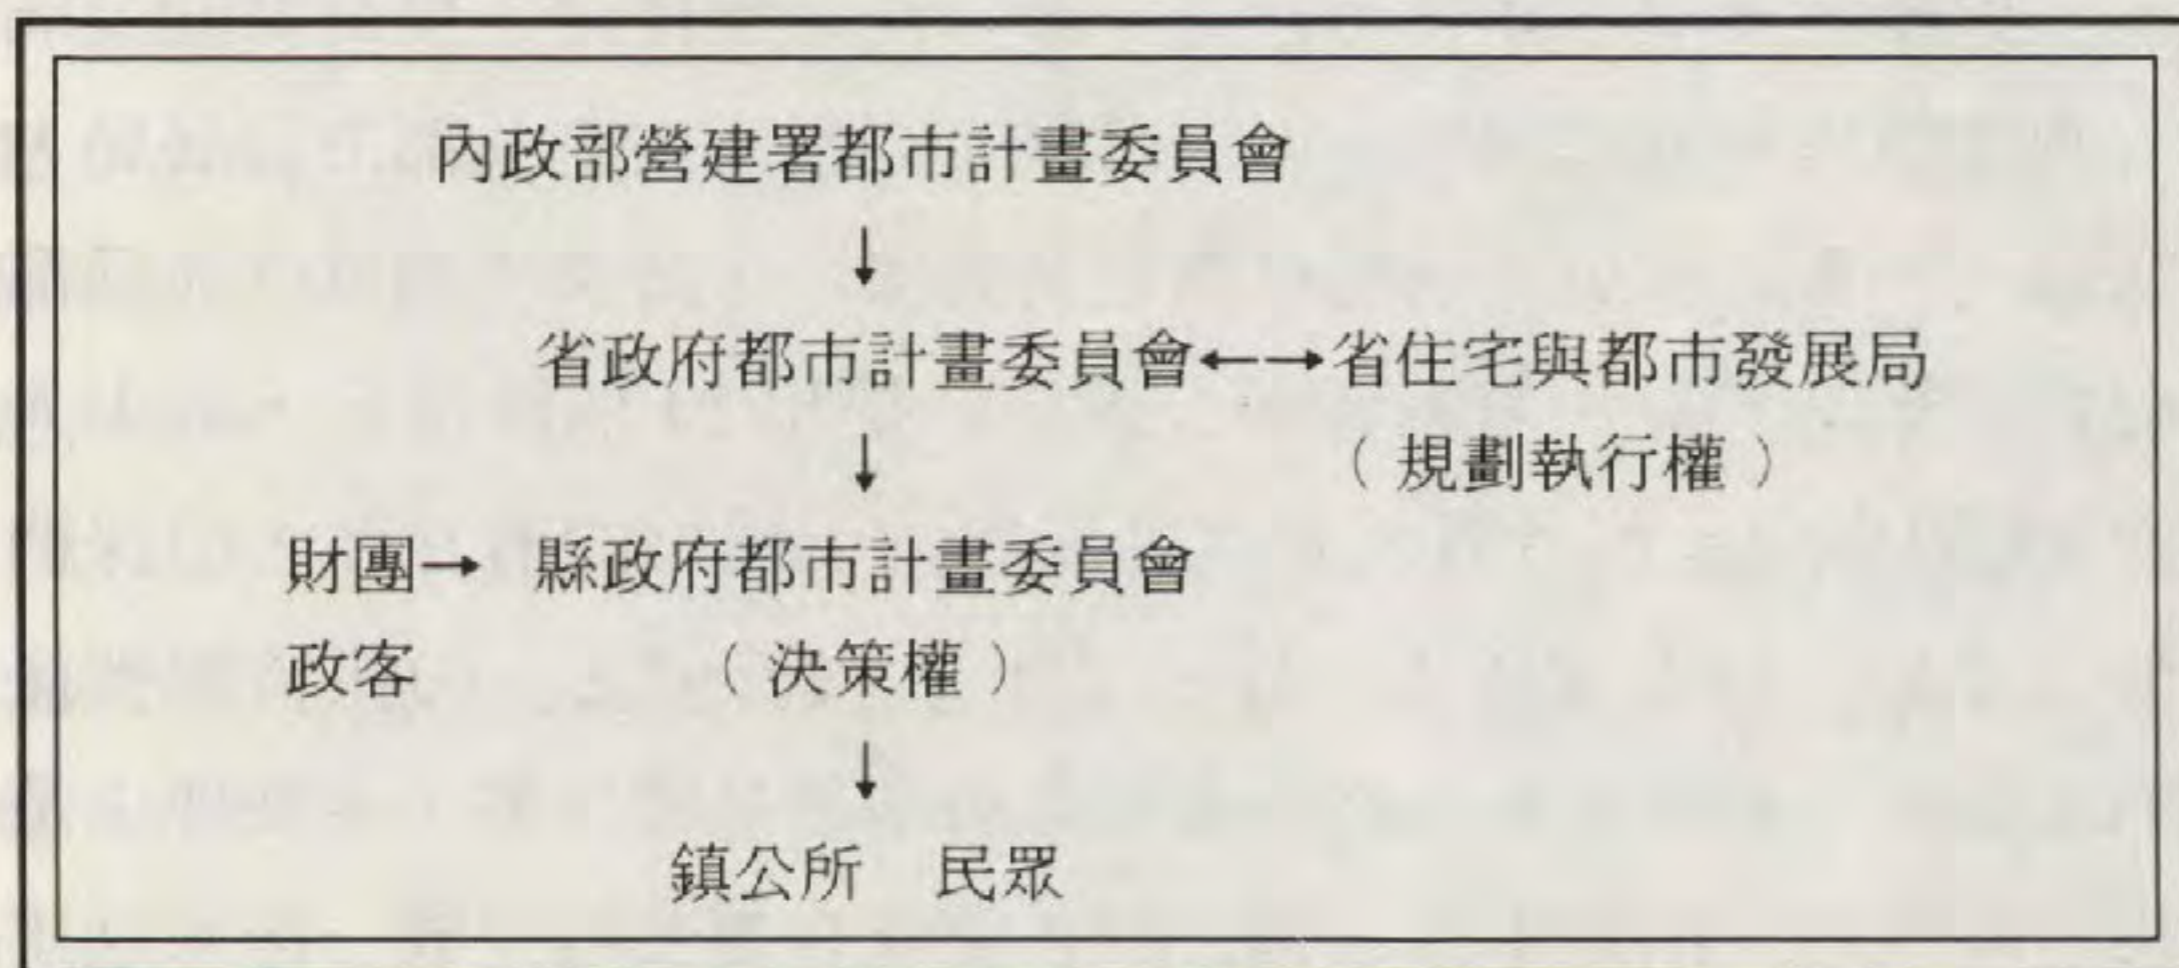 內政部營建署都市計畫委員會
↓
省政府都市計畫委員會←→省住宅與都市發展局
↓ （規劃執行權）
財團→ 縣政府都市計畫委員會
政客 （決策權）
↓
鎮公所 民眾